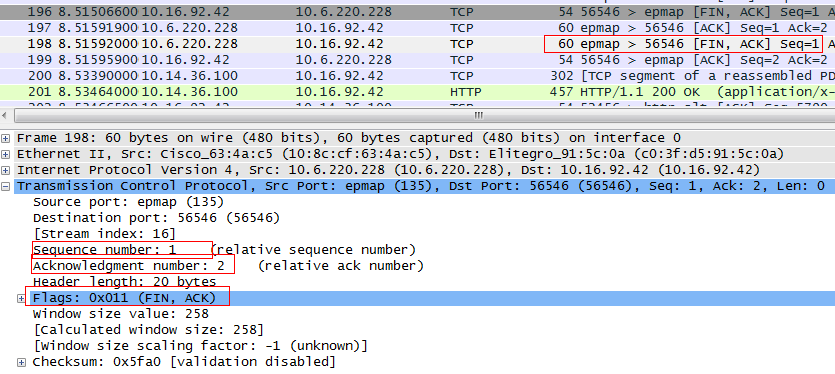 196 8.51506600 10.16.92.42 10.6.220.228 TCP 54 56546 > epmap [FIN, ACK] Seq=1 Ack=1
197 8.51591900 10.6.220.228 10.16.92.42 TCP 60 epmap > 56546 [ACK] Seq=1 Ack=2
198 8.51592000 10.6.220.228 10.16.92.42 TCP 60 epmap > 56546 [FIN, ACK] Seq=1 A
199 8.51595900 10.16.92.42 10.6.220.228 TCP 54 56546 > epmap [ACK] Seq=2 Ack=2
200 8.53390000 10.14.36.100 10.16.92.42 TCP 302 [TCP segment of a reassembled PD
201 8.53464000 10.14.36.100 10.16.92.42 HTTP 457 HTTP/1.1 200 OK (application/x-
Frame 198: 60 bytes on wire (480 bits), 60 bytes captured (480 bits) on interface 0
Ethernet II, Src: Cisco_63:4a:c5 (10:8c:cf:63:4a:c5), Dst: Elitegro_91:5c:0a (c0:3f:d5:91:5c:0a)
Internet Protocol Version 4, Src: 10.6.220.228 (10.6.220.228), Dst: 10.16.92.42 (10.16.92.42)
Transmission Control Protocol, Src Port: epmap (135), Dst Port: 56546 (56546), Seq: 1, Ack: 2, Len: 0
Source port: epmap (135)
Destination port: 56546 (56546)
[Stream index: 16]
Sequence number: 1 (relative sequence number)
Acknowledgment number: 2 (relative ack number)
Header length: 20 bytes
Flags: 0x011 (FIN, ACK)
Window size value: 258
[Calculated window size: 258]
[Window size scaling factor: -1 (unknown)]
Checksum: 0x5fa0 [validation disabled]